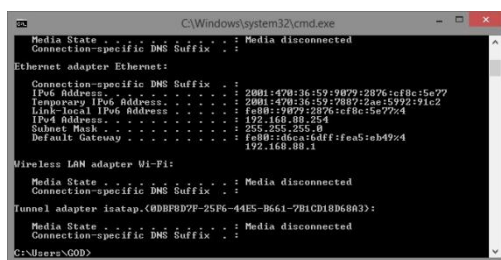 C:\Windows\system32\cmd.exe
Media State . . . . . . . . . . . : Media disconnected
Connection-specific DNS Suffix  . :
Ethernet adapter Ethernet:
Connection-specific DNS Suffix  . :
IPv6 Address. . . . . . . . . . . : 2001:470:36:59:9079:2876:cf8c:5e77
Temporary IPv6 Address. . . . . . : 2001:470:36:59:7887:2ae:5992:91c2
Link-local IPv6 Address . . . . . : fe80::9079:2876:cf8c:5e77%4
IPv4 Address. . . . . . . . . . . : 192.168.88.254
Subnet Mask . . . . . . . . . . . : 255.255.255.0
Default Gateway . . . . . . . . . : fe80::d6ca:6dff:fea5:eb49%4
192.168.88.1
Wireless LAN adapter Wi-Fi:
Media State . . . . . . . . . . . : Media disconnected
Connection-specific DNS Suffix  . :
Tunnel adapter isatap.{0DBF8D7F-25F6-44E5-B661-7B1CD18D68A3}:
Media State . . . . . . . . . . . : Media disconnected
Connection-specific DNS Suffix  . :
C:\Users\GOD>